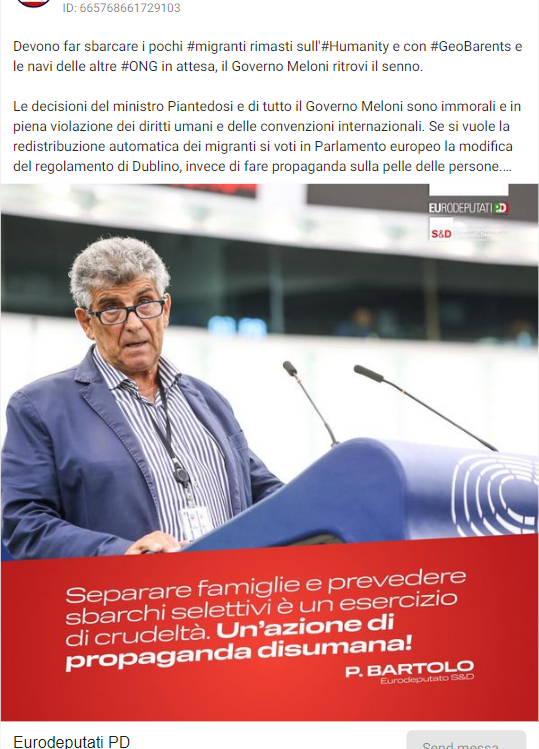 ID: 665768661729103
Devono far sbarcare i pochi #migranti rimasti sull'#Humanity e con #GeoBarents e
le navi delle altre #ONG in attesa, il Governo Meloni ritrovi il senno.
Le decisioni del ministro Piantedosi e di tutto il Governo Meloni sono immorali e in
piena violazione dei diritti umani e delle convenzioni internazionali. Se si vuole la
redistribuzione automatica dei migranti si voti in Parlamento europeo la modifica
del regolamento di Dublino, invece di fare propaganda sulla pelle delle persone....
EURODEPUTATI PD
S&D
Separare famiglie e prevedere
sbarchi selettivi è un esercizio
di crudeltà. Un'azione di
propaganda disumana!
P. BARTOLO
Eurodeputato S&D
Eurodeputati PD
Send messa...